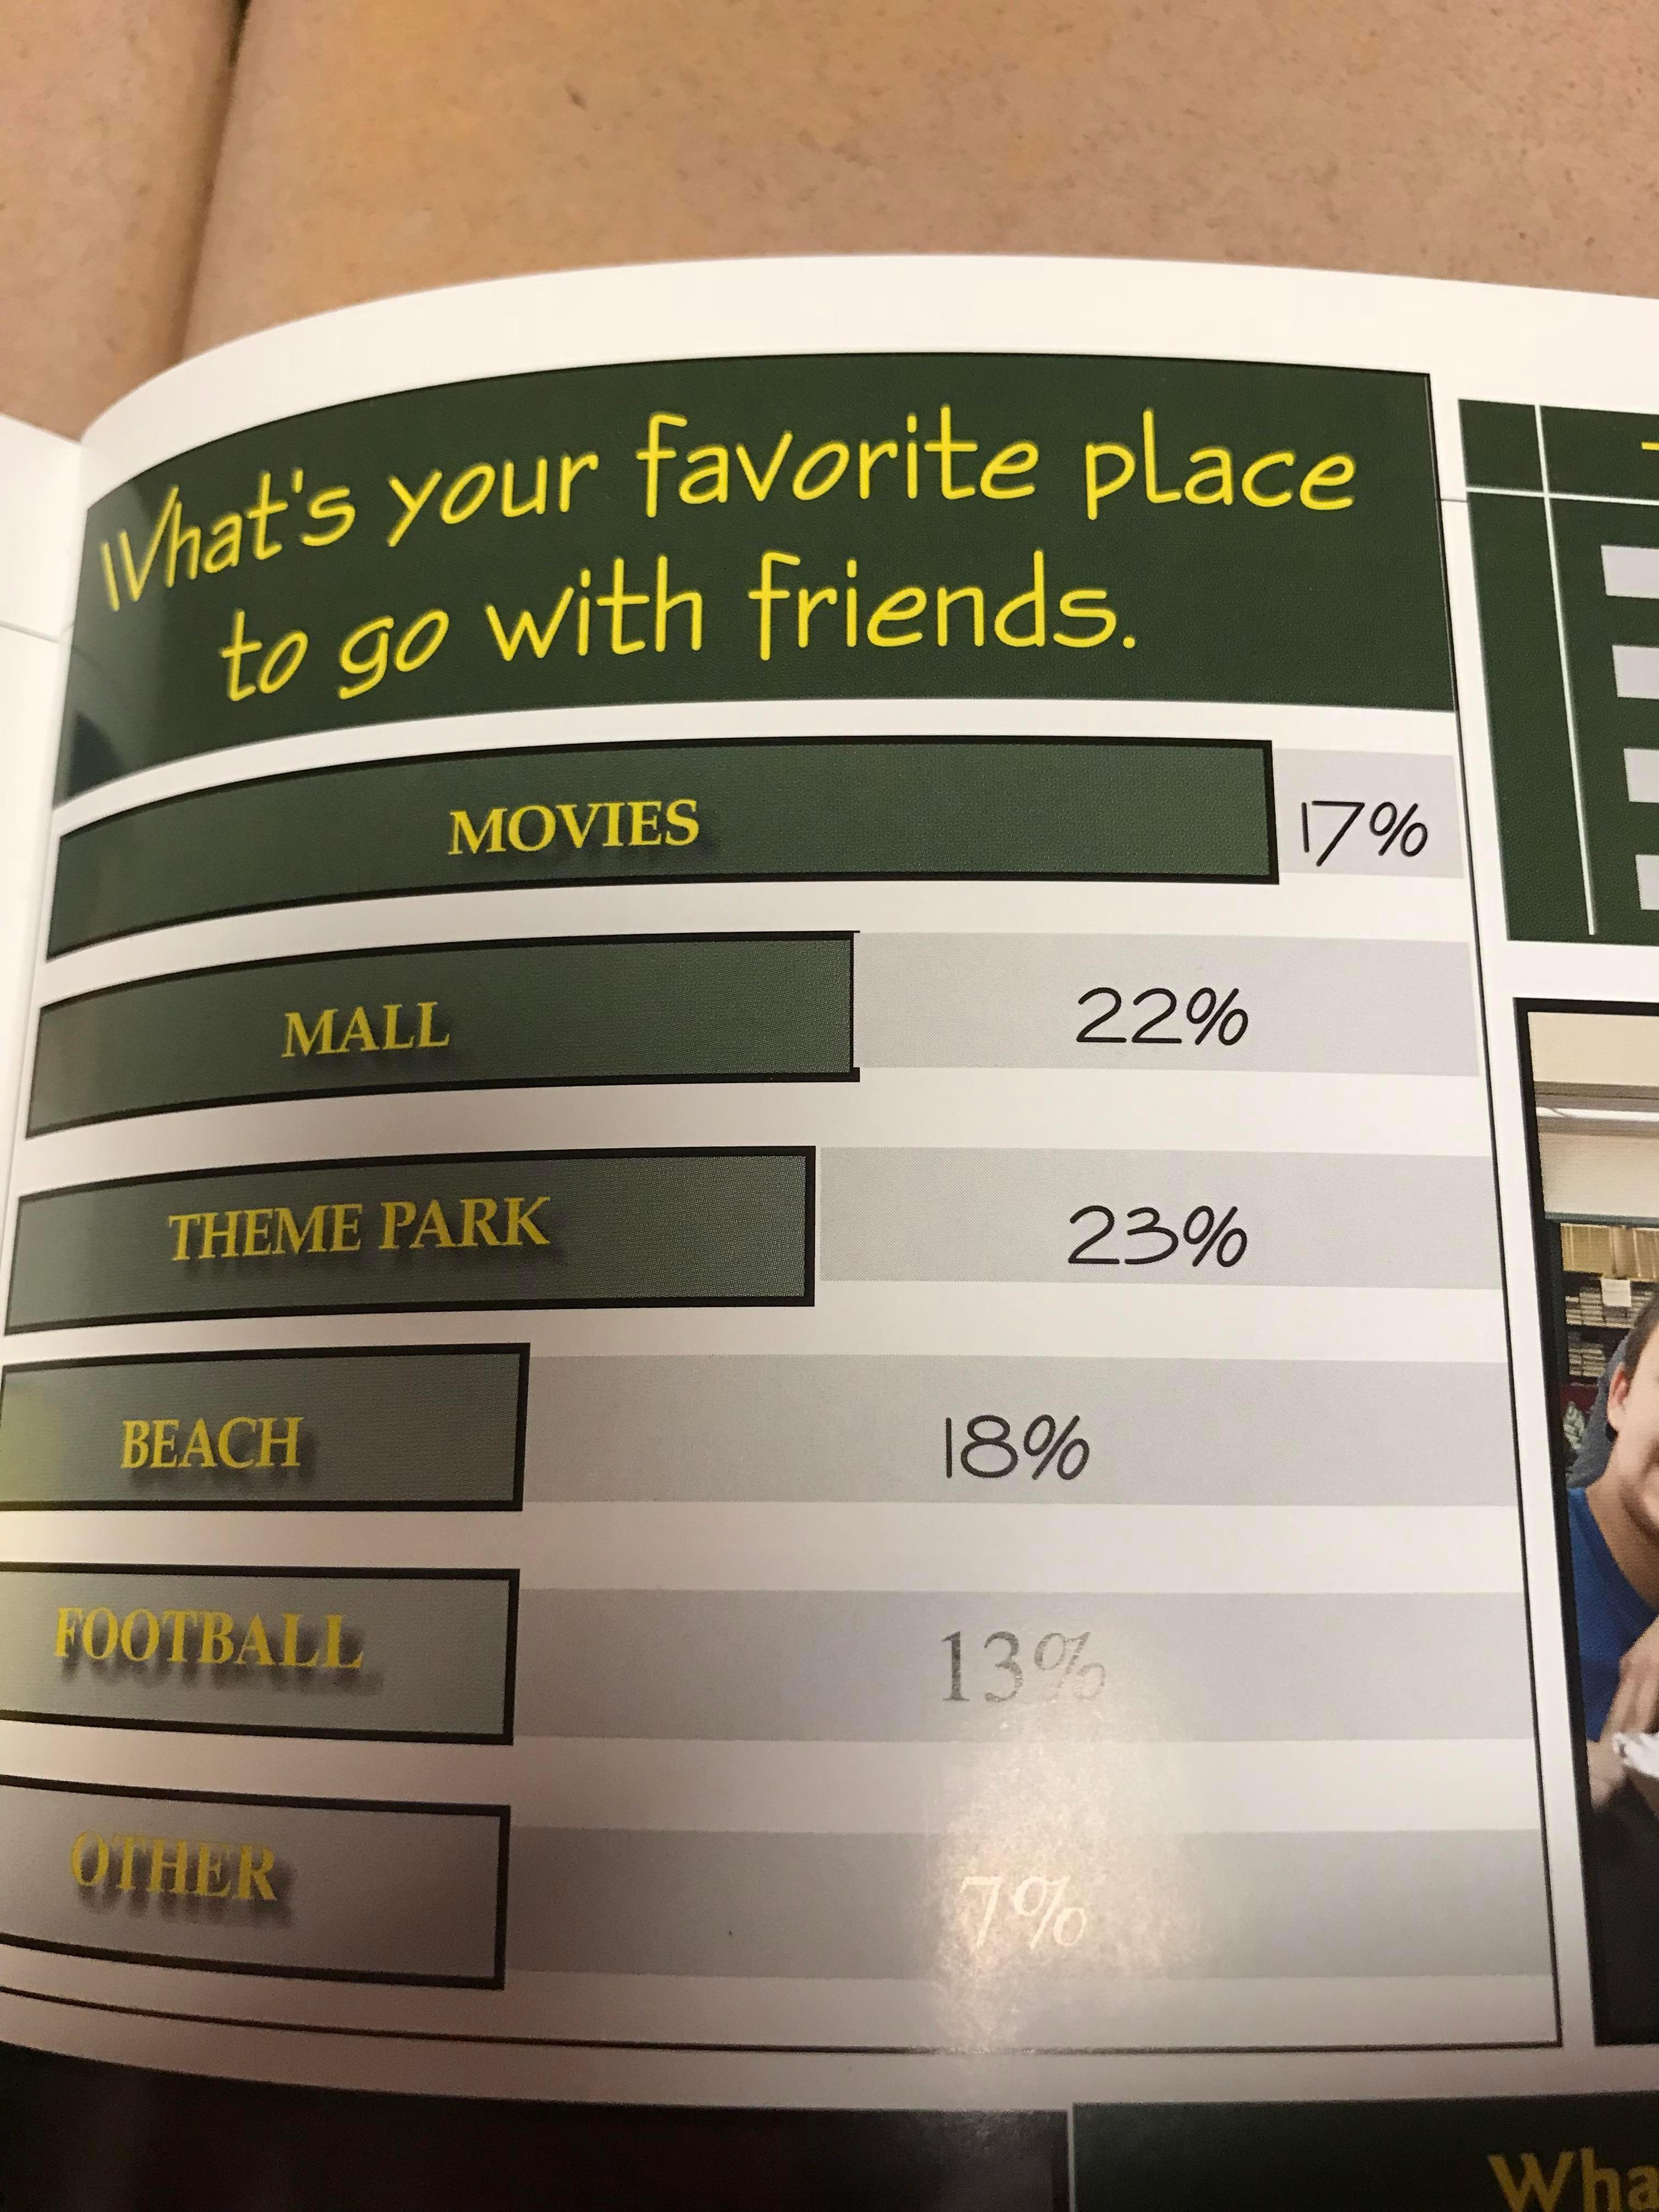 What's your favorite place
to go with friends.
MOVIES 17%
MALL 22%
THEME PARK 23%
BEACH 18%
FOOTBALL 13%
OTHER 7%